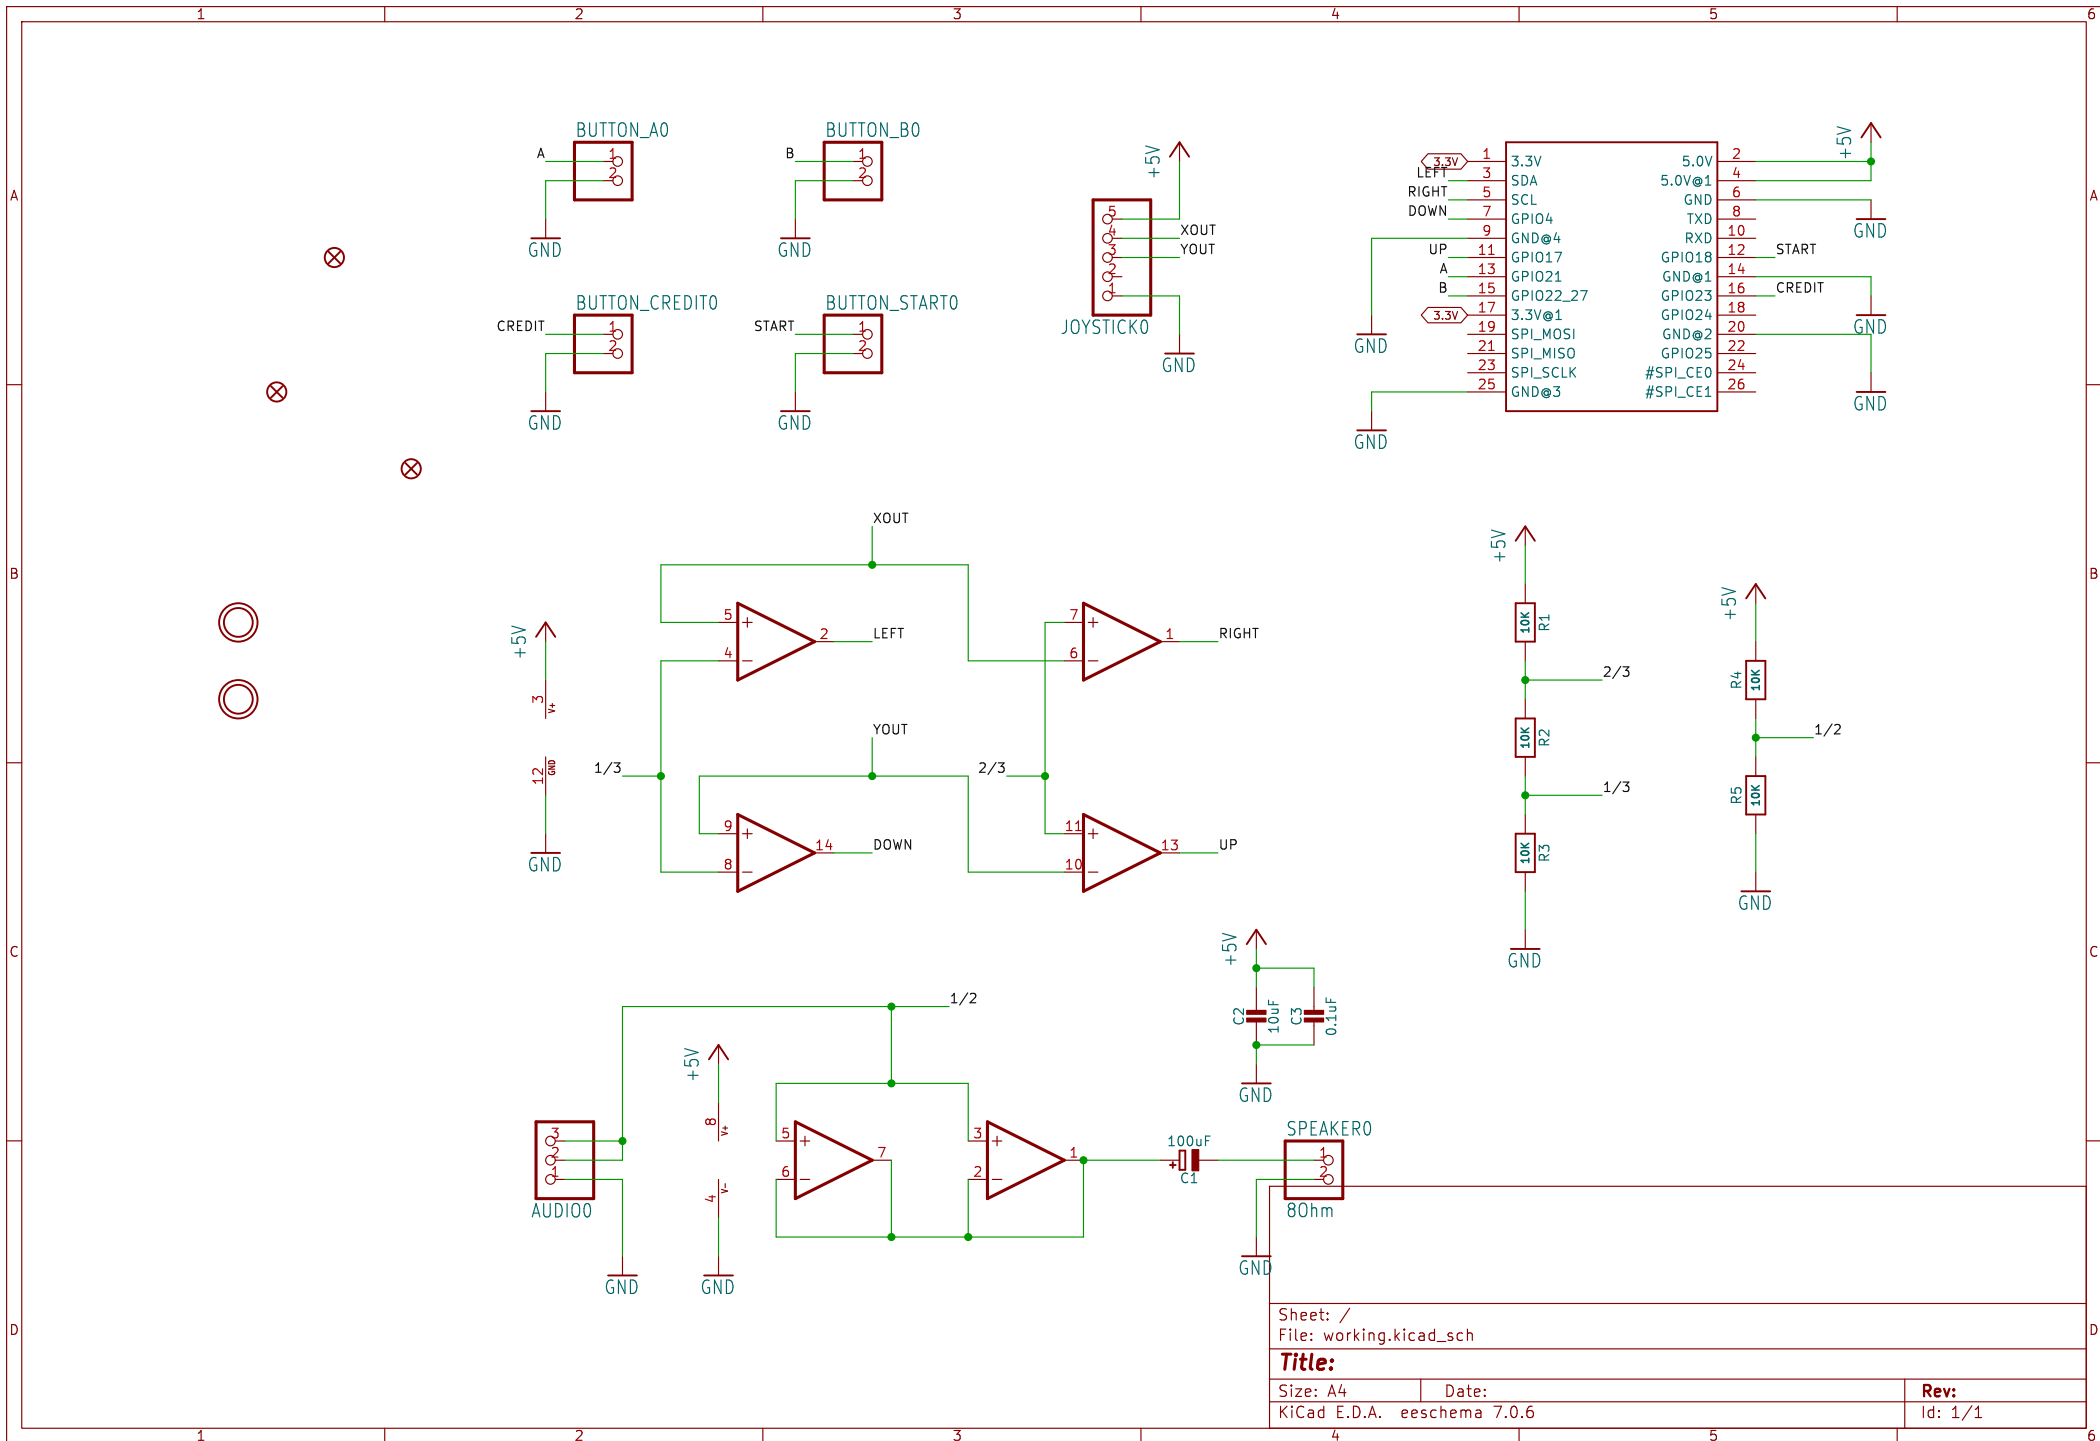 1 2 3 4 5 6
A
B
C
D
A
B
C
D
1 2 3 4 5 6
BUTTON_A0
A
1
2
GND
BUTTON_B0
B
1
2
GND
BUTTON_CREDIT0
CREDIT
1
2
GND
BUTTON_START0
START
1
2
GND
+5V
5
4
3
2
1
XOUT
YOUT
JOYSTICK0
GND
3.3V 1 3.3V
LEFT 3 SDA
RIGHT 5 SCL
DOWN 7 GPIO4
9 GND@4
UP 11 GPIO17
A 13 GPIO21
B 15 GPIO22_27
3.3V 17 3.3V@1
19 SPI_MOSI
21 SPI_MISO
23 SPI_SCLK
25 GND@3
GND
GND
+5V
5.0V 2
5.0V@1 4
GND 6
TXD 8
RXD 10
GPIO18 12 START
GND@1 14
GPIO23 16 CREDIT
GPIO24 18
GND@2 20
GPIO25 22
#SPI_CE0 24
#SPI_CE1 26
GND
GND
GND
XOUT
5 +
4 −
2 LEFT
7 +
6 −
1 RIGHT
+5V
3 V+
12 GND
GND
1/3
YOUT
2/3
9 +
8 −
14 DOWN
11 +
10 −
13 UP
+5V
10K R1
2/3
10K R2
1/3
10K R3
GND
+5V
R4 10K
1/2
R5 10K
GND
+5V
C2 10uF
C3 0.1uF
GND
1/2
+5V
8 V+
4 V-
GND
3
2
1
AUDIO0
GND
5 +
6 −
7
3 +
2 −
1
100uF
+
C1
SPEAKER0
1
2
8Ohm
GND
Sheet: /
File: working.kicad_sch
Title:
Size: A4 Date: Rev:
KiCad E.D.A. eeschema 7.0.6 Id: 1/1